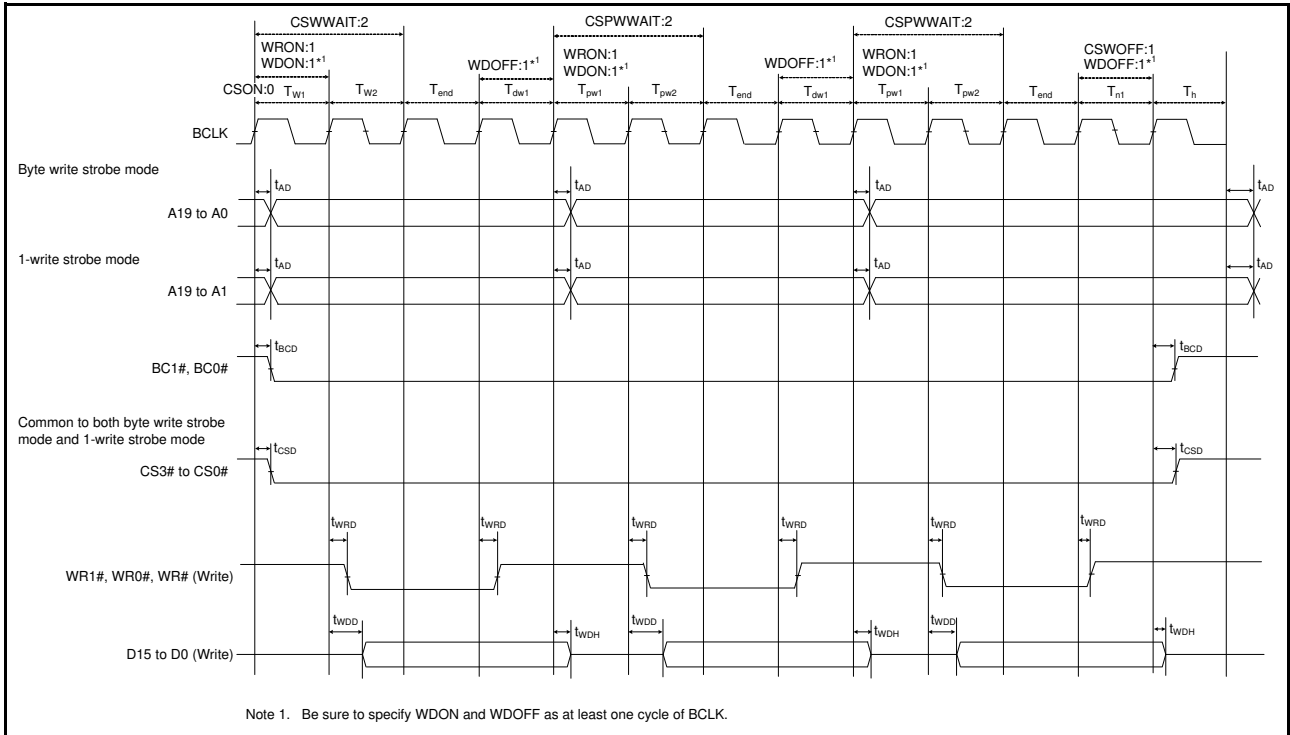 CSWWAIT:2 CSPWWAIT:2 CSPWWAIT:2
WRON:1 WRON:1 WRON:1 CSWOFF:1
WDON:1*1 WDOFF:1*1 WDON:1*1 WDOFF:1*1 WDON:1*1 WDOFF:1*1
CSON:0 TW1 TW2 Tend Tdw1 Tpw1 Tpw2 Tend Tdw1 Tpw1 Tpw2 Tend Tn1 Th
BCLK
Byte write strobe mode
tAD tAD tAD tAD
A19 to A0
1-write strobe mode
tAD tAD tAD tAD
A19 to A1
tBCD tBCD
BC1#, BC0#
Common to both byte write strobe
mode and 1-write strobe mode
tCSD tCSD
CS3# to CS0#
tWRD tWRD tWRD tWRD tWRD tWRD
WR1#, WR0#, WR# (Write)
tWDD tWDH tWDD tWDH tWDD tWDH
D15 to D0 (Write)
Note 1. Be sure to specify WDON and WDOFF as at least one cycle of BCLK.